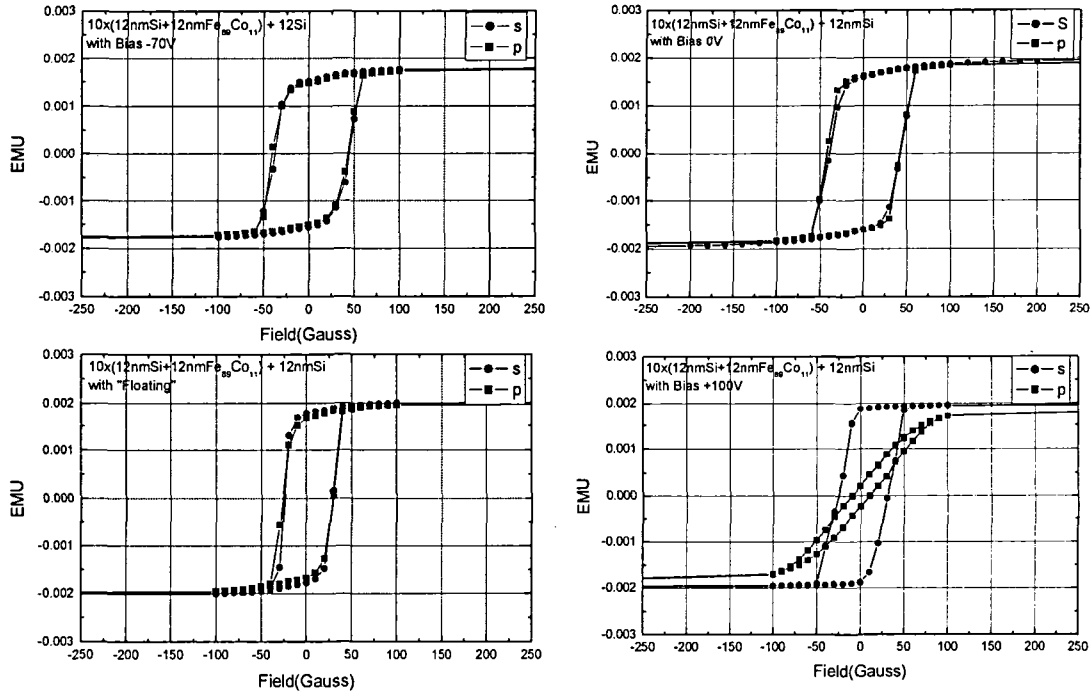 10x(12nmSi+12nmFe₈₉Co₁₁) + 12Si
with Bias -70V
s
p
0.003
0.002
0.001
0.000
-0.001
-0.002
-0.003
EMU
-250 -200 -150 -100 -50 0 50 100 150 200 250
Field(Gauss)
10x(12nmSi+12nmFe₈₉Co₁₁) + 12nmSi
with Bias 0V
S
p
0.003
0.002
0.001
0.000
-0.001
-0.002
-0.003
EMU
-250 -200 -150 -100 -50 0 50 100 150 200 250
Field(Gauss)
10x(12nmSi+12nmFe₈₉Co₁₁) + 12nmSi
with "Floating"
s
p
0.003
0.002
0.001
0.000
-0.001
-0.002
-0.003
EMU
-250 -200 -150 -100 -50 0 50 100 150 200 250
Field(Gauss)
10x(12nmSi+12nmFe₈₉Co₁₁) + 12nmSi
with Bias +100V
s
p
0.003
0.002
0.001
0.000
-0.001
-0.002
-0.003
EMU
-250 -200 -150 -100 -50 0 50 100 150 200 250
Field(Gauss)